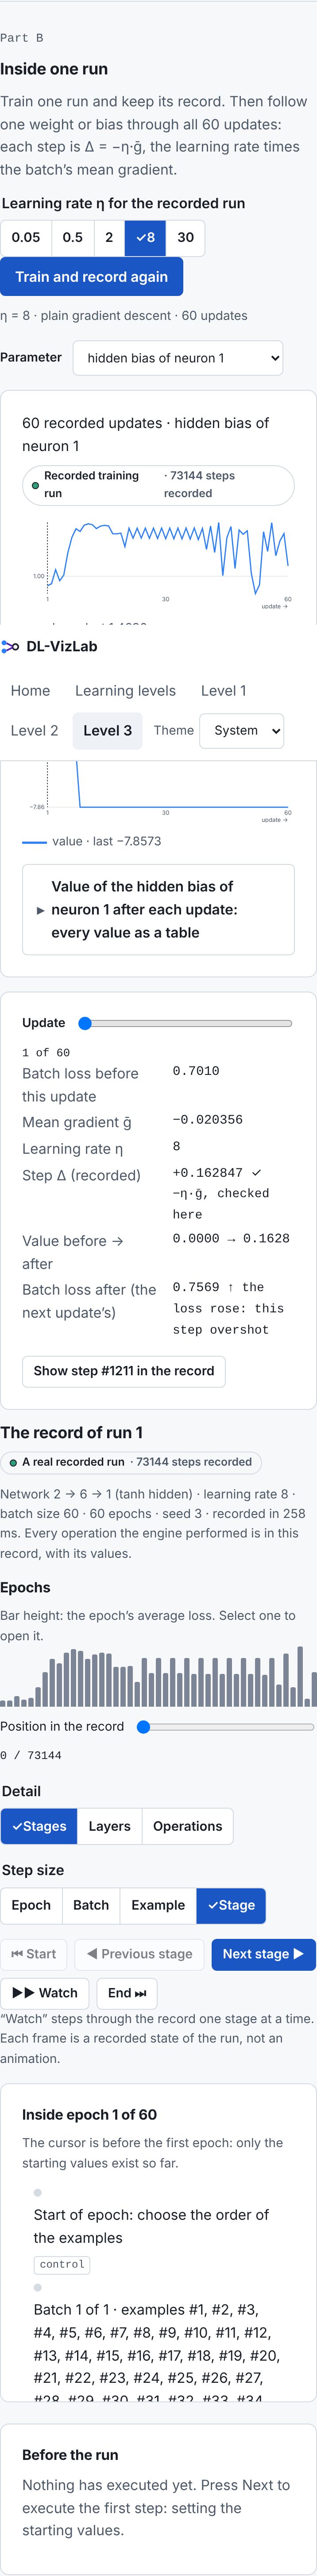 Part B
Inside one run
Train one run and keep its record. Then follow
one weight or bias through all 60 updates:
each step is Δ = −η·ḡ, the learning rate times
the batch's mean gradient.
Learning rate η for the recorded run
0.05 0.5 2 ✓8 30
Train and record again
η = 8 · plain gradient descent · 60 updates
Parameter hidden bias of neuron 1
60 recorded updates · hidden bias of
neuron 1
Recorded training
run
· 73144 steps
recorded
1.00
1 30 60
update →
DL-VizLab
Home Learning levels Level 1
Level 2 Level 3 Theme System
−7.86
1 30 60
update →
value · last −7.8573
▸ Value of the hidden bias of
neuron 1 after each update:
every value as a table
Update
1 of 60
Batch loss before
this update
0.7010
Mean gradient ḡ −0.020356
Learning rate η 8
Step Δ (recorded) +0.162847 ✓
−η·ḡ, checked
here
Value before →
after
0.0000 → 0.1628
Batch loss after (the
next update's)
0.7569 ↑ the
loss rose: this
step overshot
Show step #1211 in the record
The record of run 1
A real recorded run · 73144 steps recorded
Network 2 → 6 → 1 (tanh hidden) · learning rate 8 ·
batch size 60 · 60 epochs · seed 3 · recorded in 258
ms. Every operation the engine performed is in this
record, with its values.
Epochs
Bar height: the epoch's average loss. Select one to
open it.
Position in the record
0 / 73144
Detail
✓Stages Layers Operations
Step size
Epoch Batch Example ✓Stage
⏮ Start ◀ Previous stage Next stage ▶
▶▶ Watch End ⏭
“Watch” steps through the record one stage at a time.
Each frame is a recorded state of the run, not an
animation.
Inside epoch 1 of 60
The cursor is before the first epoch: only the
starting values exist so far.
Start of epoch: choose the order of
the examples
control
Batch 1 of 1 · examples #1, #2, #3,
#4, #5, #6, #7, #8, #9, #10, #11, #12,
#13, #14, #15, #16, #17, #18, #19, #20,
#21, #22, #23, #24, #25, #26, #27,
#28, #29, #30, #31, #32, #33, #34,
Before the run
Nothing has executed yet. Press Next to
execute the first step: setting the
starting values.